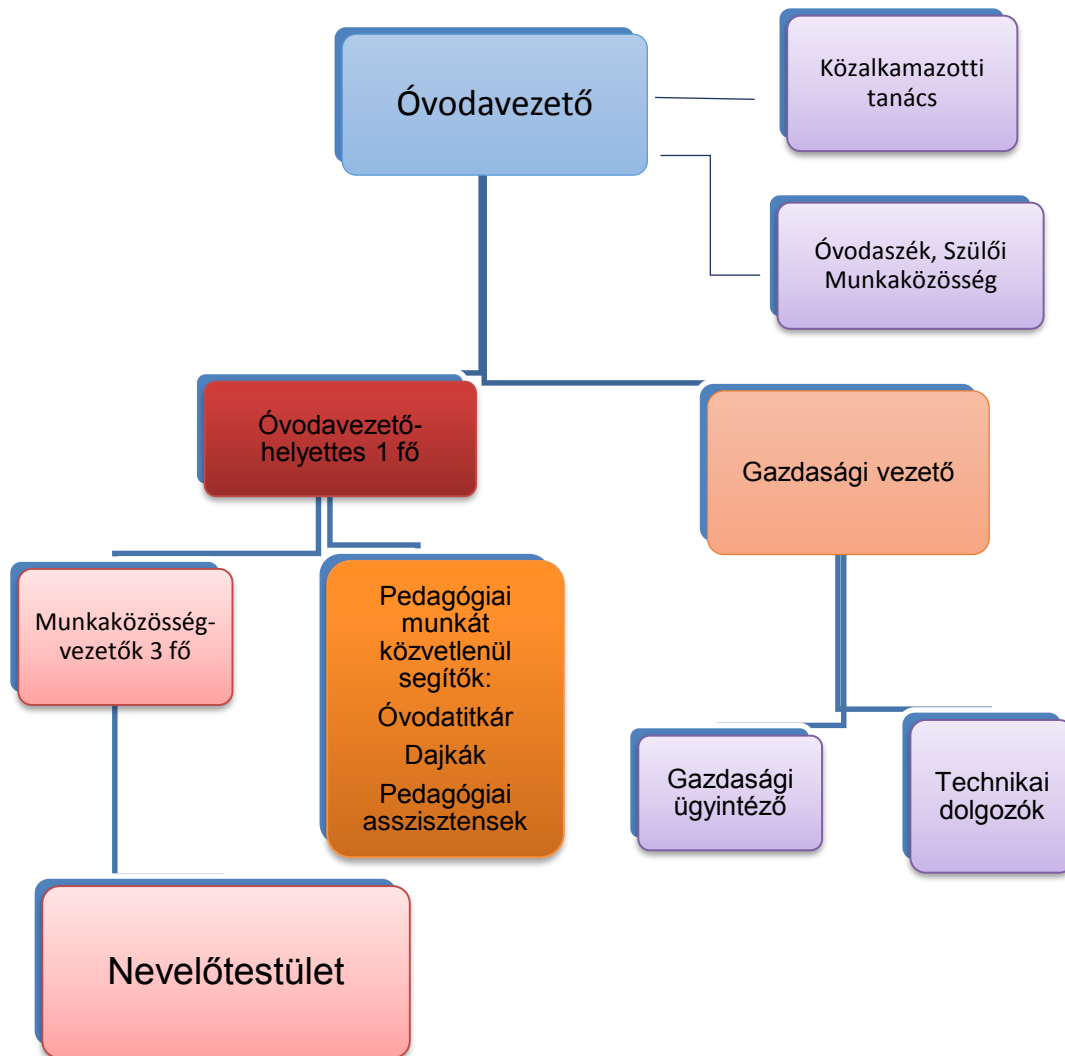 Óvodavezető
Közalkamazotti
tanács
Óvodaszék, Szülői
Munkaközösség
Óvodavezető-
helyettes 1 fő
Gazdasági vezető
Munkaközösség-
vezetők 3 fő
Pedagógiai
munkát
közvetlenül
segítők:
Óvodatitkár
Dajkák
Pedagógiai
asszisztensek
Gazdasági
ügyintéző
Technikai
dolgozók
Nevelőtestület